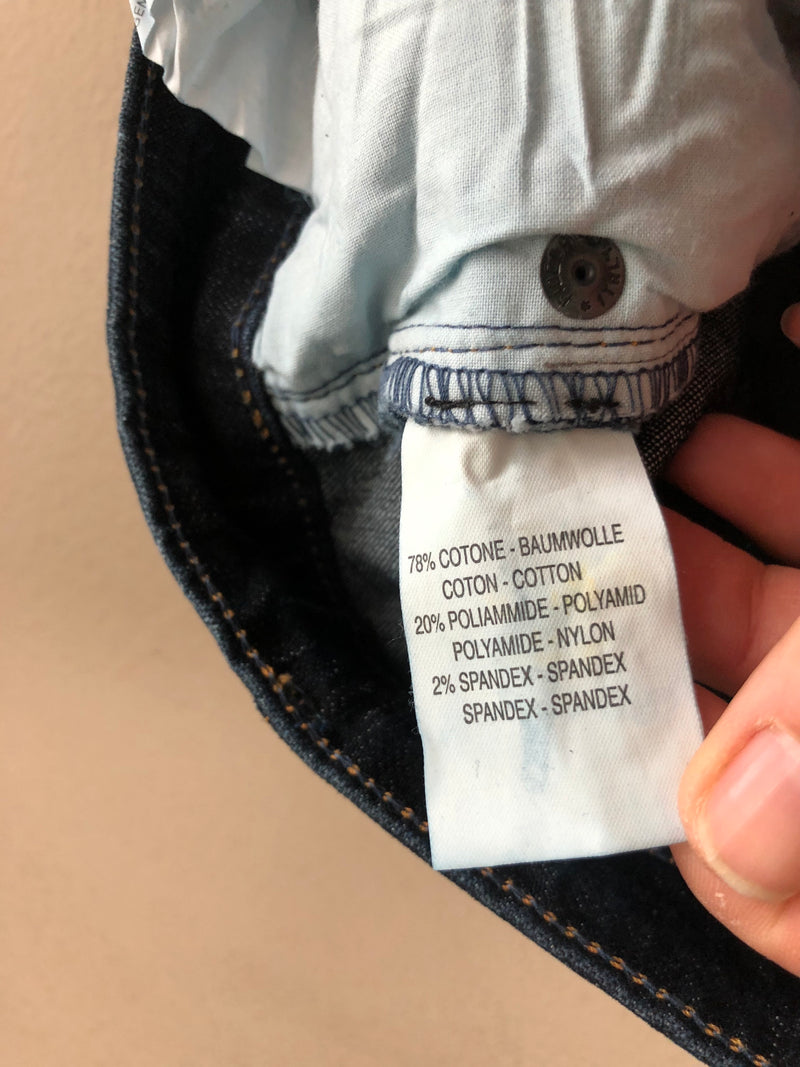 78% COTONE - BAUMWOLLE
COTON - COTTON
20% POLIAMMIDE - POLYAMID
POLYAMIDE - NYLON
2% SPANDEX - SPANDEX
SPANDEX - SPANDEX